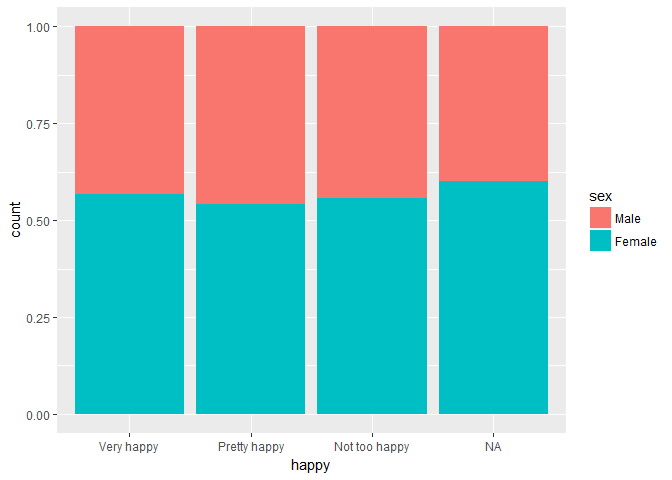 1.00
0.75
0.50
0.25
0.00
count
Very happy
Pretty happy
Not too happy
NA
happy
sex
Male
Female